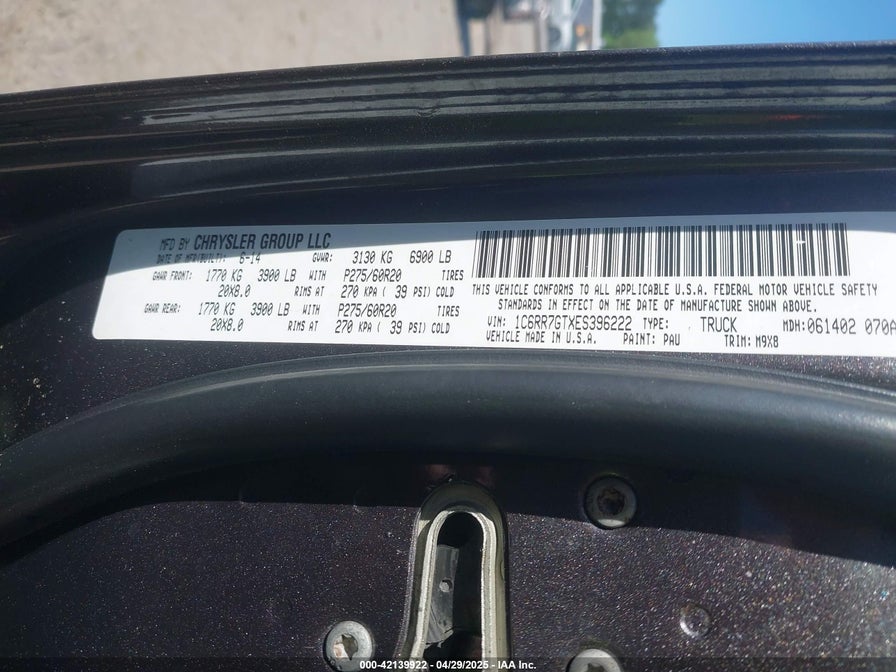 MFD BY CHRYSLER GROUP LLC
DATE OF MFD/BUILT: 6-14 GVWR: 3130 KG 6900 LB
GAWR FRONT: 1770 KG 3900 LB WITH P275/60R20 TIRES
20X8.0 RIMS AT 270 KPA ( 39 PSI) COLD
GAWR REAR: 1770 KG 3900 LB WITH P275/60R20 TIRES
20X8.0 RIMS AT 270 KPA ( 39 PSI) COLD
THIS VEHICLE CONFORMS TO ALL APPLICABLE U.S.A. FEDERAL MOTOR VEHICLE SAFETY
STANDARDS IN EFFECT ON THE DATE OF MANUFACTURE SHOWN ABOVE.
VIN: 1C6RR7GTXES396222 TYPE: TRUCK MDH:061402 070A
VEHICLE MADE IN U.S.A. PAINT: PAU TRIM: M9X8
000-42139922 - 04/29/2025 - IAA Inc.